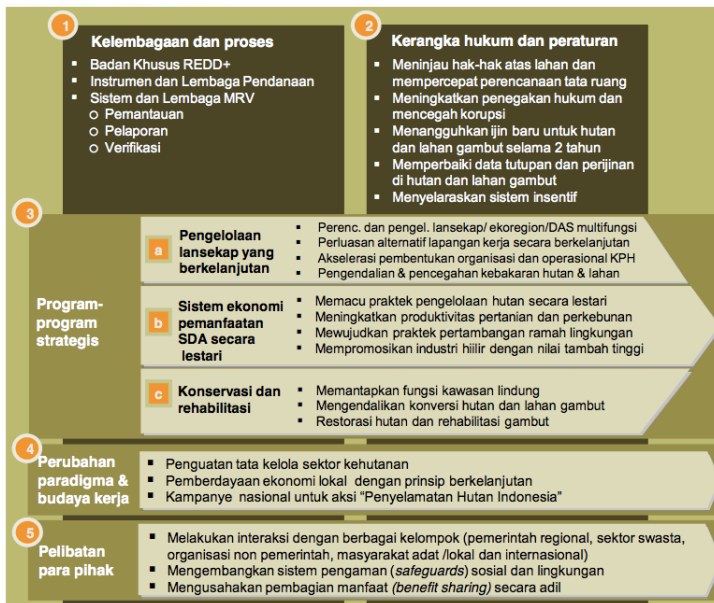 1
Kelembagaan dan proses
▪ Badan Khusus REDD+
▪ Instrumen dan Lembaga Pendanaan
▪ Sistem dan Lembaga MRV
o Pemantauan
o Pelaporan
o Verifikasi
2
Kerangka hukum dan peraturan
▪ Meninjau hak-hak atas lahan dan
mempercepat perencanaan tata ruang
▪ Meningkatkan penegakan hukum dan
mencegah korupsi
▪ Menangguhkan ijin baru untuk hutan
dan lahan gambut selama 2 tahun
▪ Memperbaiki data tutupan dan perijinan
di hutan dan lahan gambut
▪ Menyelaraskan sistem insentif
3
Program-
program
strategis
a
Pengelolaan
lansekap yang
berkelanjutan
▪ Perenc. dan pengel. lansekap/ ekoregion/DAS multifungsi
▪ Perluasan alternatif lapangan kerja secara berkelanjutan
▪ Akselerasi pembentukan organisasi dan operasional KPH
▪ Pengendalian & pencegahan kebakaran hutan & lahan
b
Sistem ekonomi
pemanfaatan
SDA secara
lestari
▪ Memacu praktek pengelolaan hutan secara lestari
▪ Meningkatkan produktivitas pertanian dan perkebunan
▪ Mewujudkan praktek pertambangan ramah lingkungan
▪ Mempromosikan industri hiilir dengan nilai tambah tinggi
c
Konservasi dan
rehabilitasi
▪ Memantapkan fungsi kawasan lindung
▪ Mengendalikan konversi hutan dan lahan gambut
▪ Restorasi hutan dan rehabilitasi gambut
4
Perubahan
paradigma &
budaya kerja
▪ Penguatan tata kelola sektor kehutanan
▪ Pemberdayaan ekonomi lokal dengan prinsip berkelanjutan
▪ Kampanye nasional untuk aksi “Penyelamatan Hutan Indonesia”
5
Pelibatan
para pihak
▪ Melakukan interaksi dengan berbagai kelompok (pemerintah regional, sektor swasta,
organisasi non pemerintah, masyarakat adat /lokal dan internasional)
▪ Mengembangkan sistem pengaman (safeguards) sosial dan lingkungan
▪ Mengusahakan pembagian manfaat (benefit sharing) secara adil